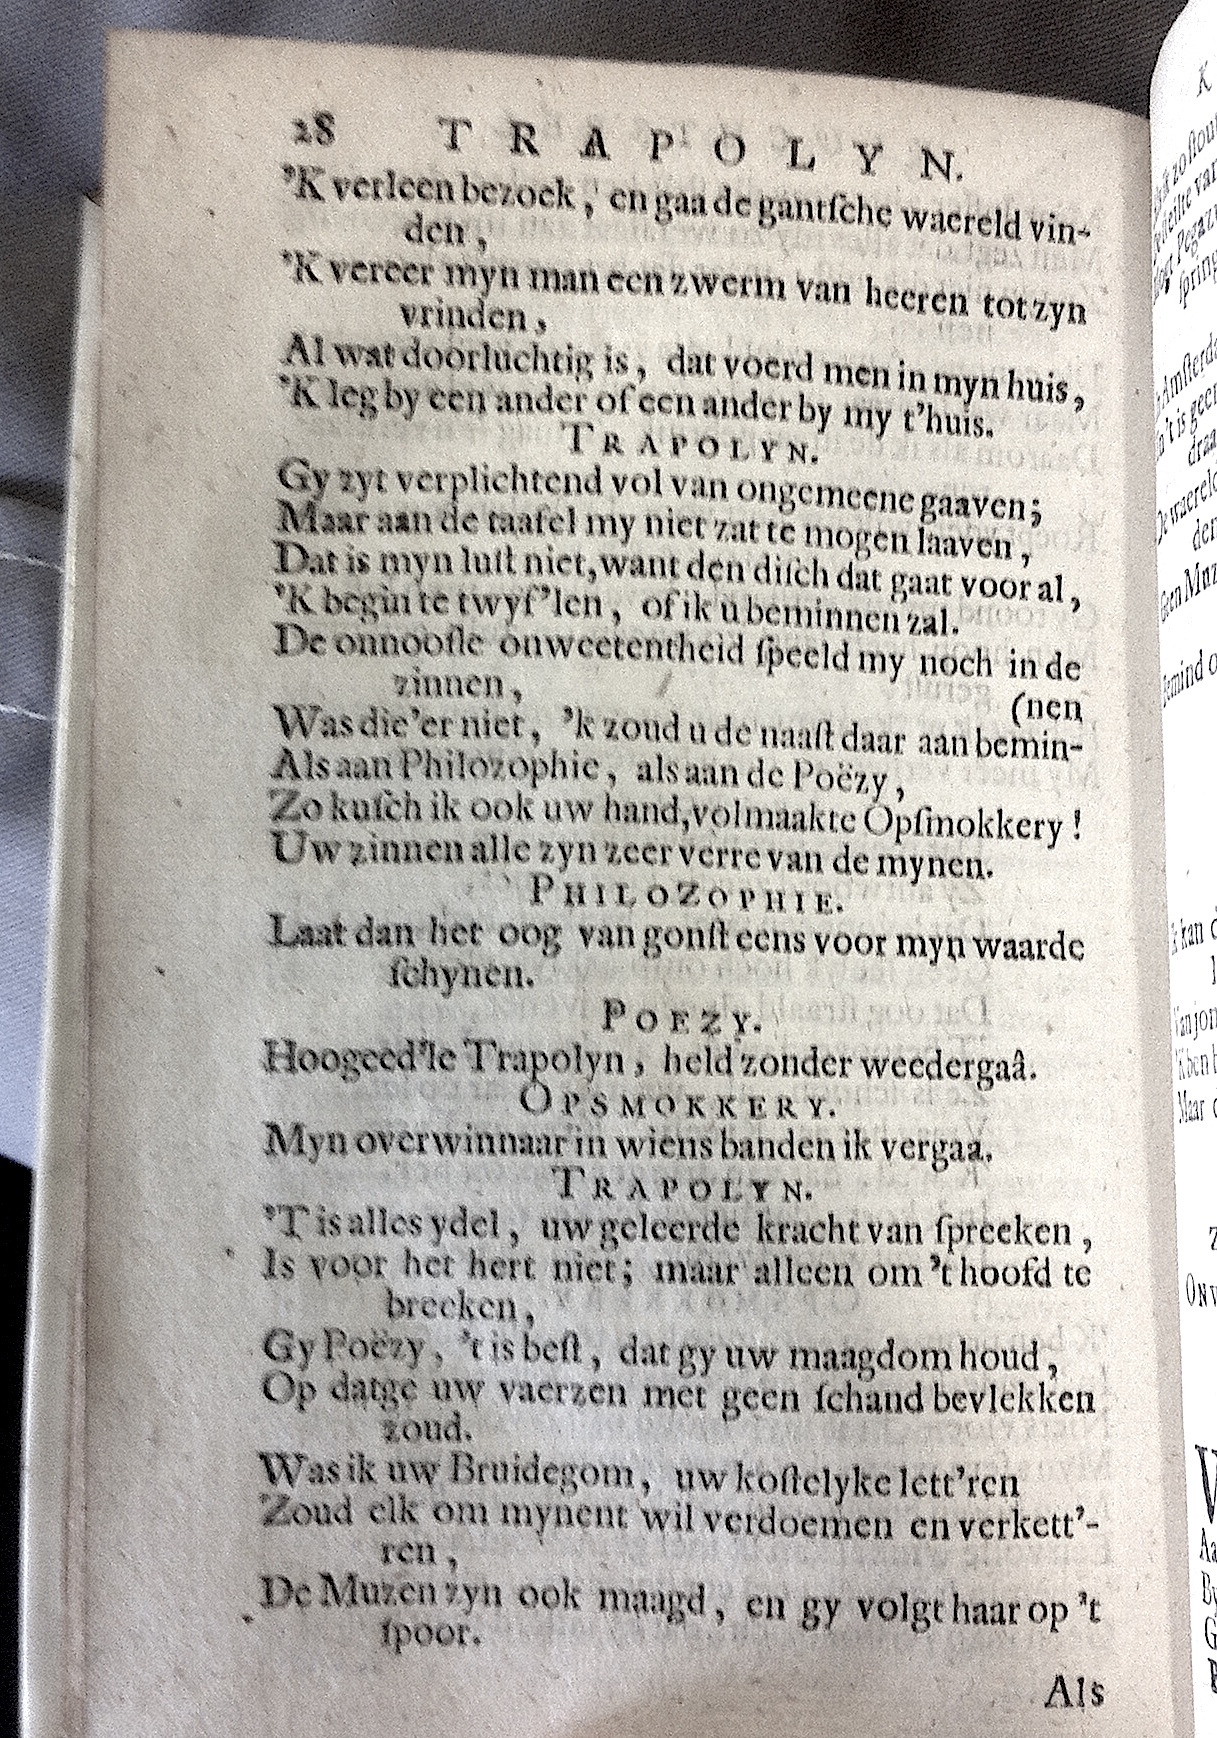 28 TRAPOLYN.
'K verleen bezoek, en gaa de gantſche waereld vin-
den,
'K vereer myn man een zwerm van heeren tot zyn
vrinden,
Al wat doorluchtig is, dat voerd men in myn huis,
'K leg by een ander of een ander by my t'huis.
TRAPOLYN.
Gy zyt verplichtend vol van ongemeene gaaven;
Maar aan de taafel my niet zat te mogen laaven,
Dat is myn luſt niet, want den diſch dat gaat voor al,
'K begin te twyf'len, of ik u beminnen zal.
De onnooſle onweetentheid ſpeeld my noch in de
zinnen,
(nen
Was die'er niet, 'k zoud u de naaſt daar aan bemin-
Als aan Philozophie, als aan de Poëzy,
Zo kuſch ik ook uw hand, volmaakte Opſmokkery!
Uw zinnen alle zyn zeer verre van de mynen.
PHILOZOPHIE.
Laat dan het oog van gonſt eens voor myn waarde
ſchynen.
POEZY.
Hoogeed'le Trapolyn, held zonder weedergaâ.
OPSMOKKERY.
Myn overwinnaar in wiens banden ik vergaa.
TRAPOLYN.
'T is alles ydel, uw geleerde kracht van ſpreeken,
Is voor het hert niet; maar alleen om 't hoofd te
breeken,
Gy Poëzy, 't is beſt, dat gy uw maagdom houd,
Op datge uw vaerzen met geen ſchand bevlekken
zoud.
Was ik uw Bruidegom, uw koſtelyke lett'ren
Zoud elk om mynent wil verdoemen en verkett'-
ren,
De Muzen zyn ook maagd, en gy volgt haar op 't
ſpoor.
Als